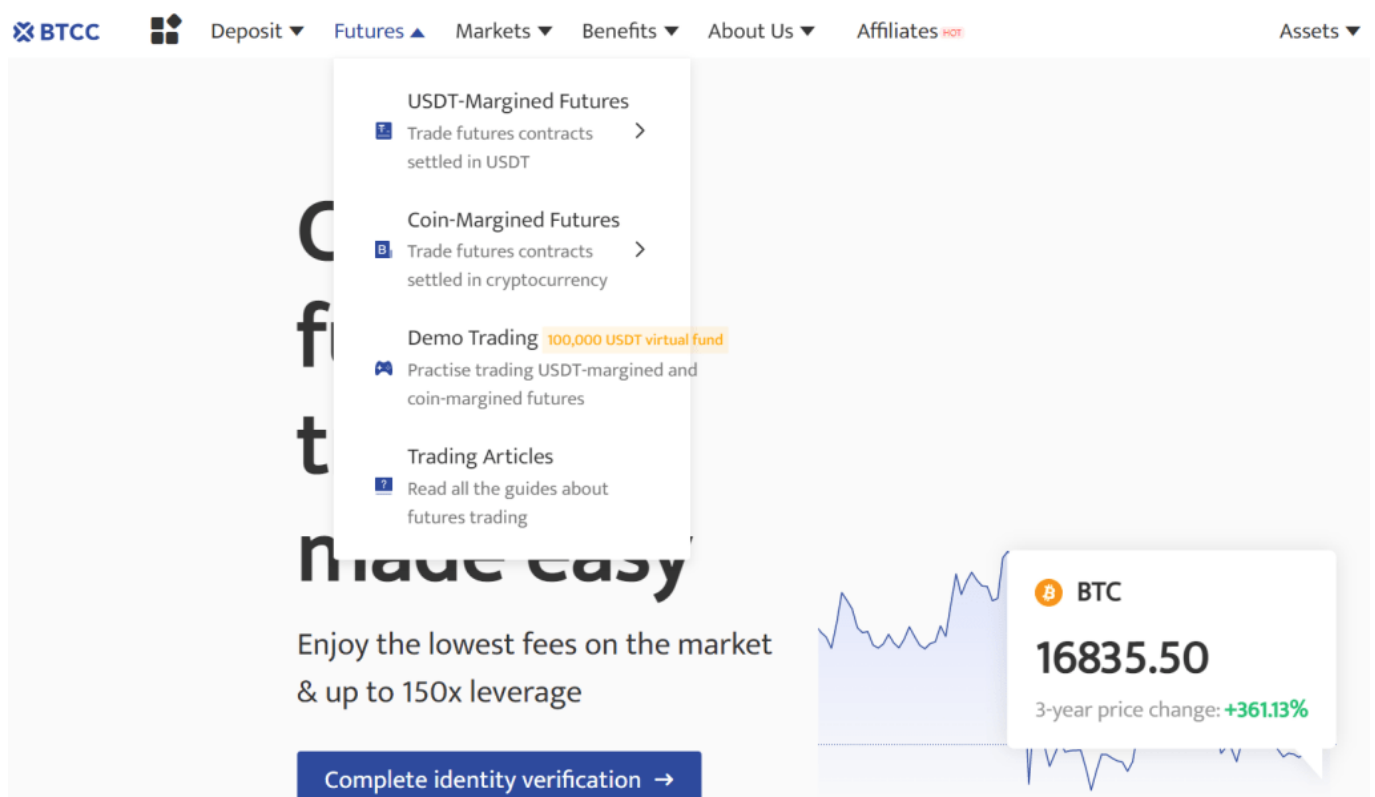 BTCC Deposit Futures Markets Benefits About Us Affiliates HOT Assets
USDT-Margined Futures
Trade futures contracts
settled in USDT
Coin-Margined Futures
Trade futures contracts
settled in cryptocurrency
Demo Trading 100,000 USDT virtual fund
Practise trading USDT-margined and
coin-margined futures
Trading Articles
Read all the guides about
futures trading
made easy
Enjoy the lowest fees on the market
& up to 150x leverage
Complete identity verification →
BTC
16835.50
3-year price change: +361.13%